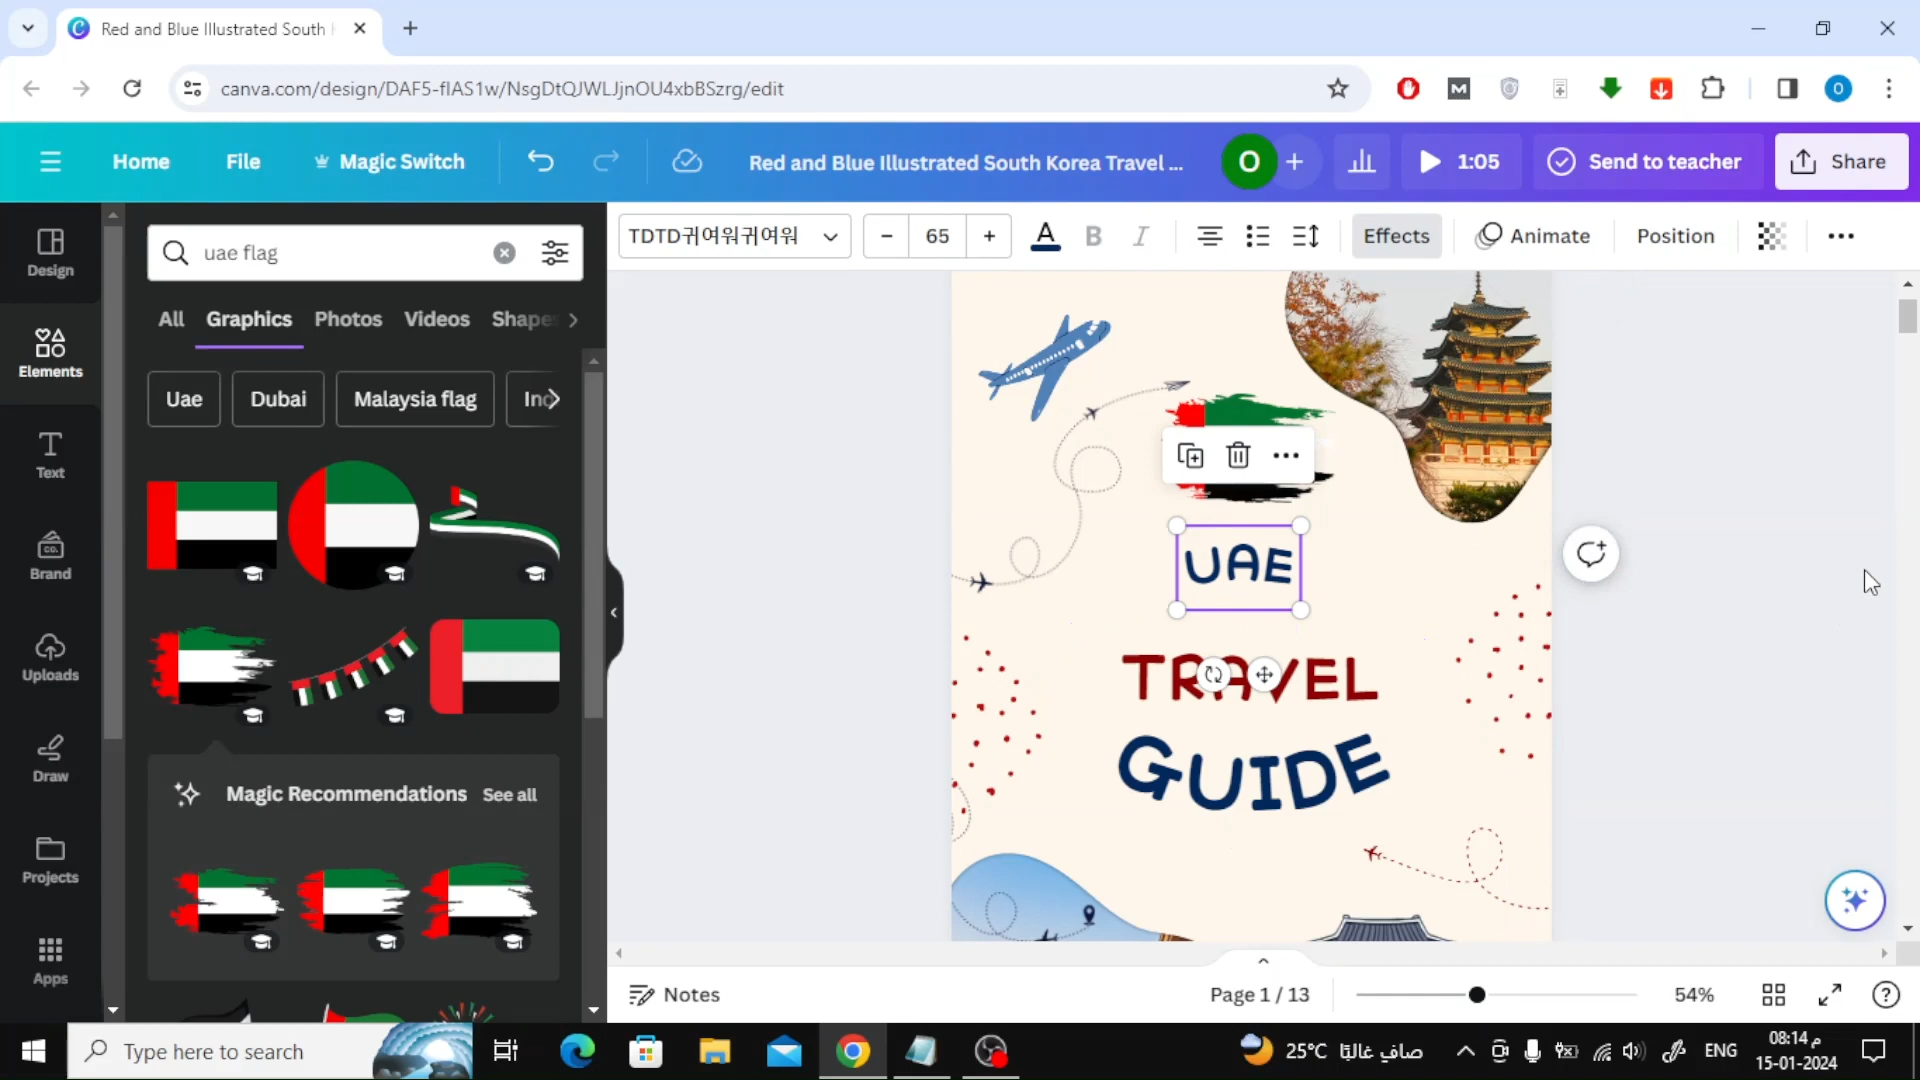 Red and Blue Illustrated South
canva.com/design/DAF5-flAS1w/NsgDtQJWLJjnOU4xbBSzrg/edit
O
Home
File
Magic Switch
Red and Blue Illustrated South Korea Travel ...
O
1:05
Send to teacher
Share
Design
Elements
Text
Brand
Uploads
Draw
Projects
Apps
uae flag
All
Graphics
Photos
Videos
Shapes
Uae
Dubai
Malaysia flag
Magic Recommendations
See all
TDTD귀여워귀여워
65
A
B
I
Effects
Animate
Position
UAE
TRAVEL
GUIDE
Notes
Page 1 / 13
54%
Type here to search
25°C
صافٍ غالبًا
ENG
08:14 م
15-01-2024